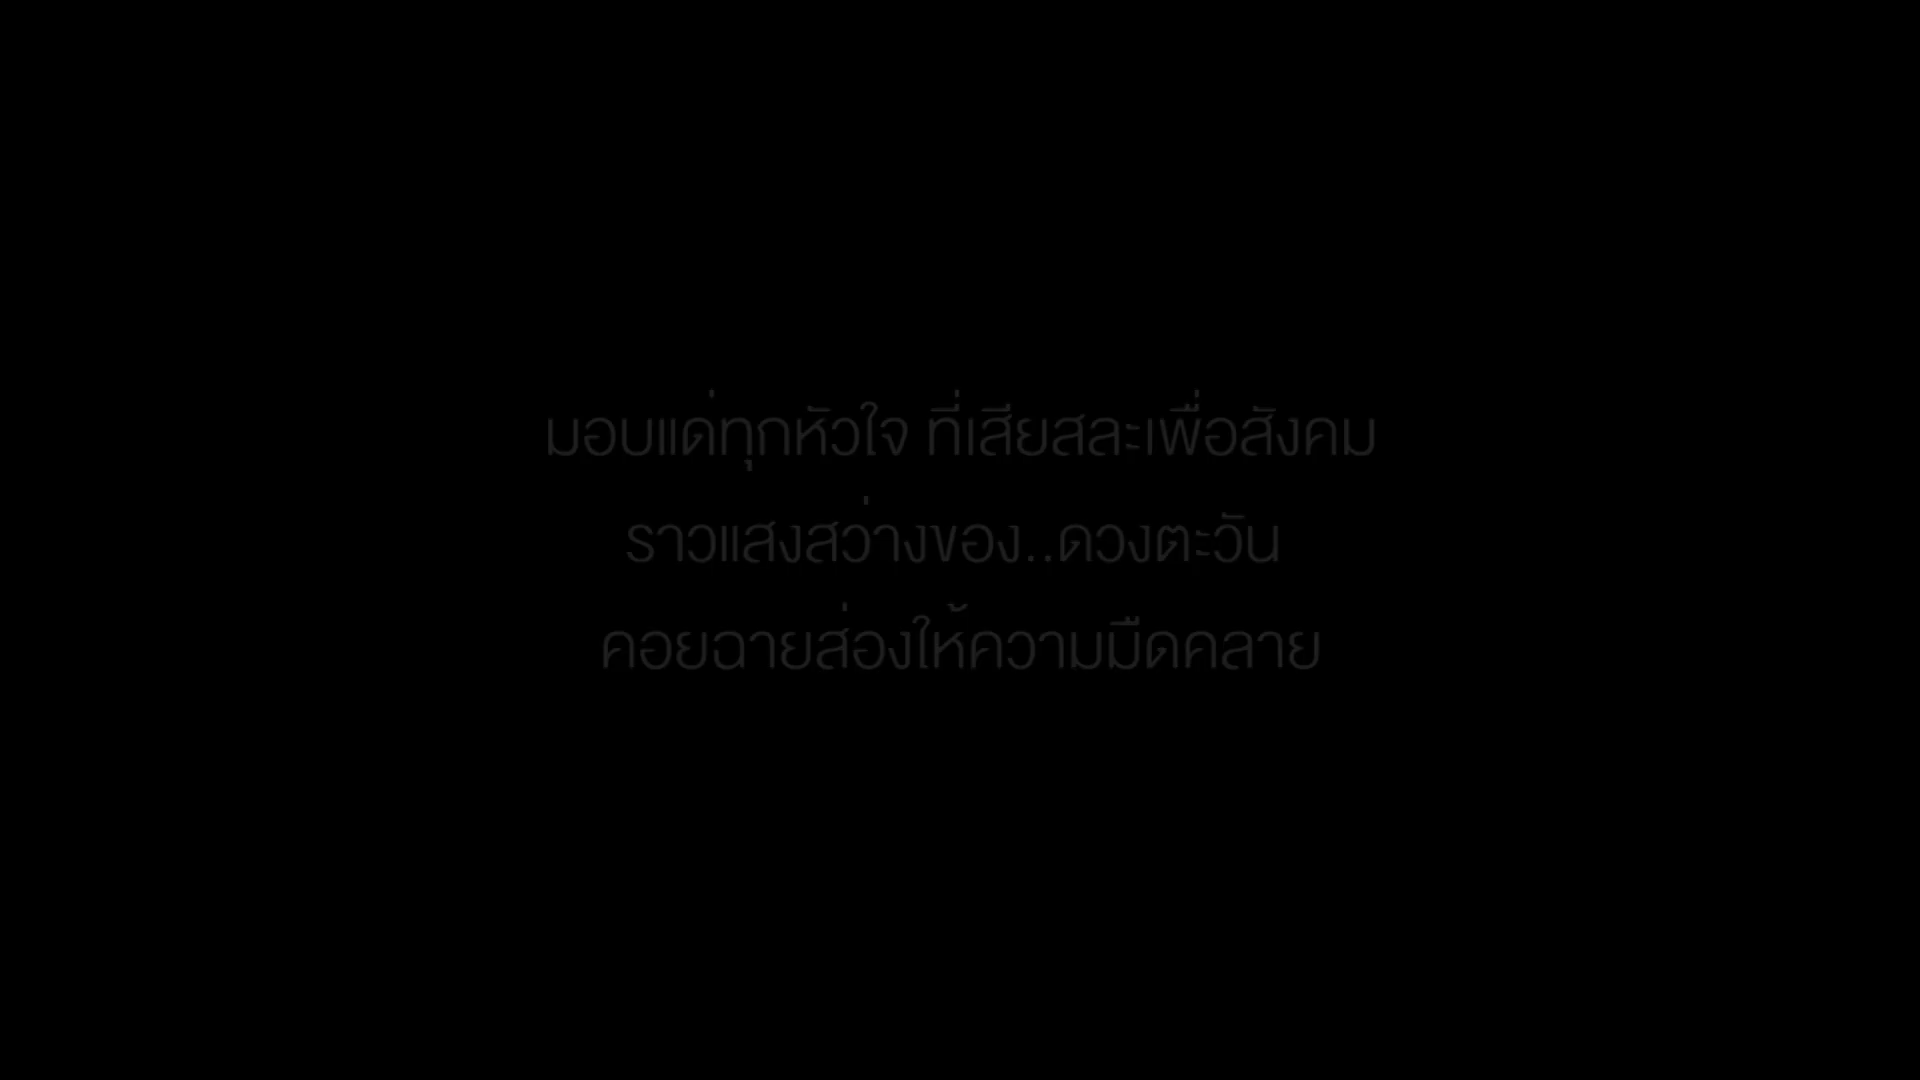 มอบแด่ทุกหัวใจ ที่เสียสละเพื่อสังคม
ราวแสงสว่างของ..ดวงตะวัน
คอยฉายส่องให้ความมืดคลาย